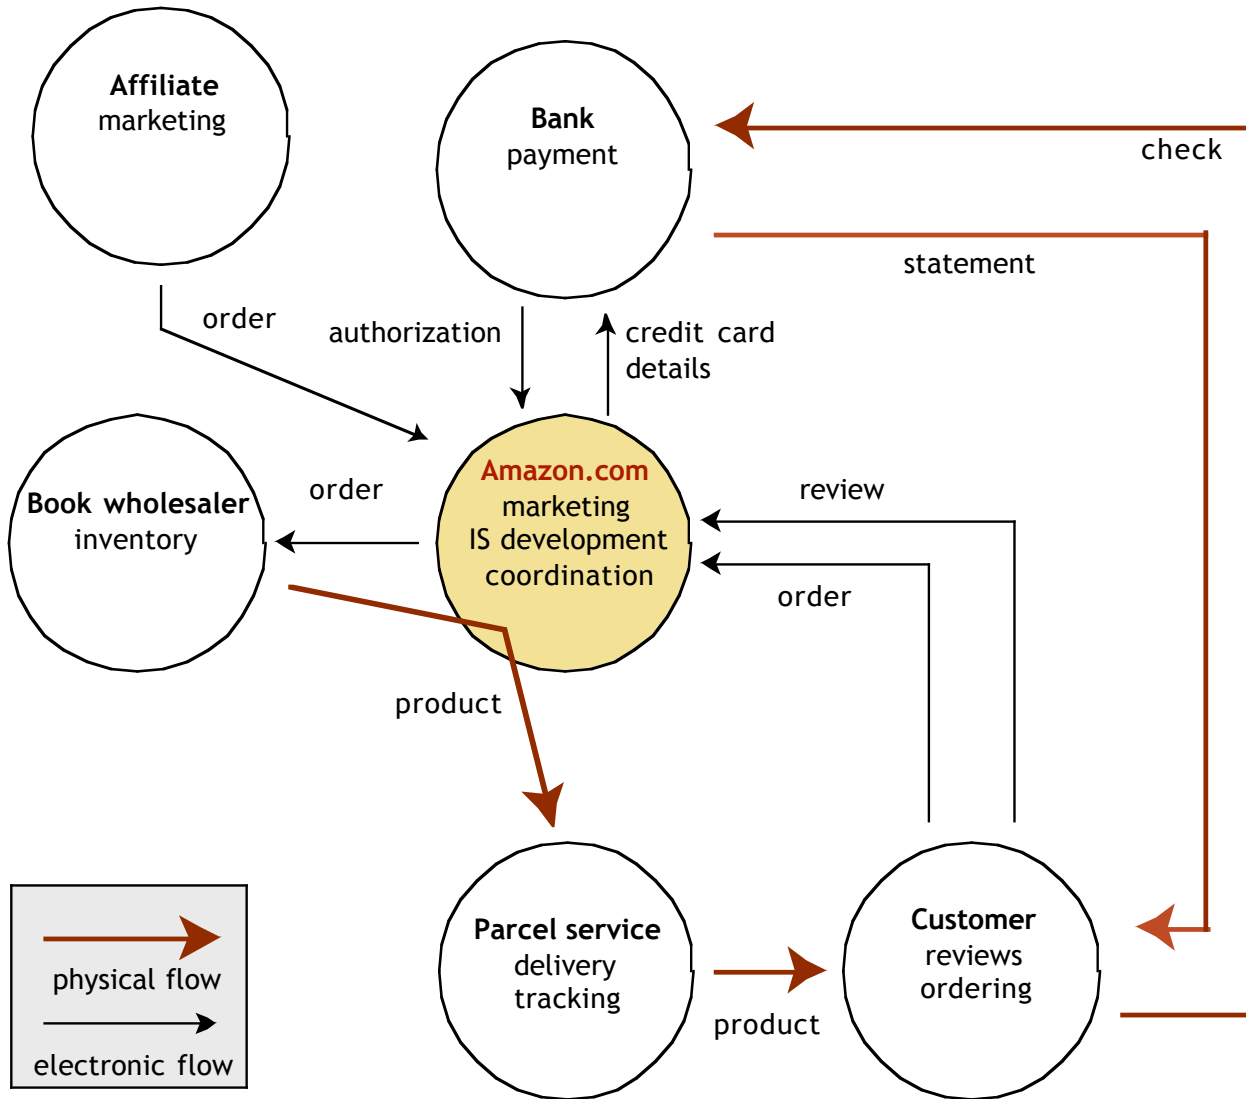 Affiliate
marketing
Bank
payment
check
statement
order
authorization
credit card
details
Amazon.com
marketing
IS development
coordination
Book wholesaler
inventory
order
review
order
product
Parcel service
delivery
tracking
product
Customer
reviews
ordering
physical flow
electronic flow